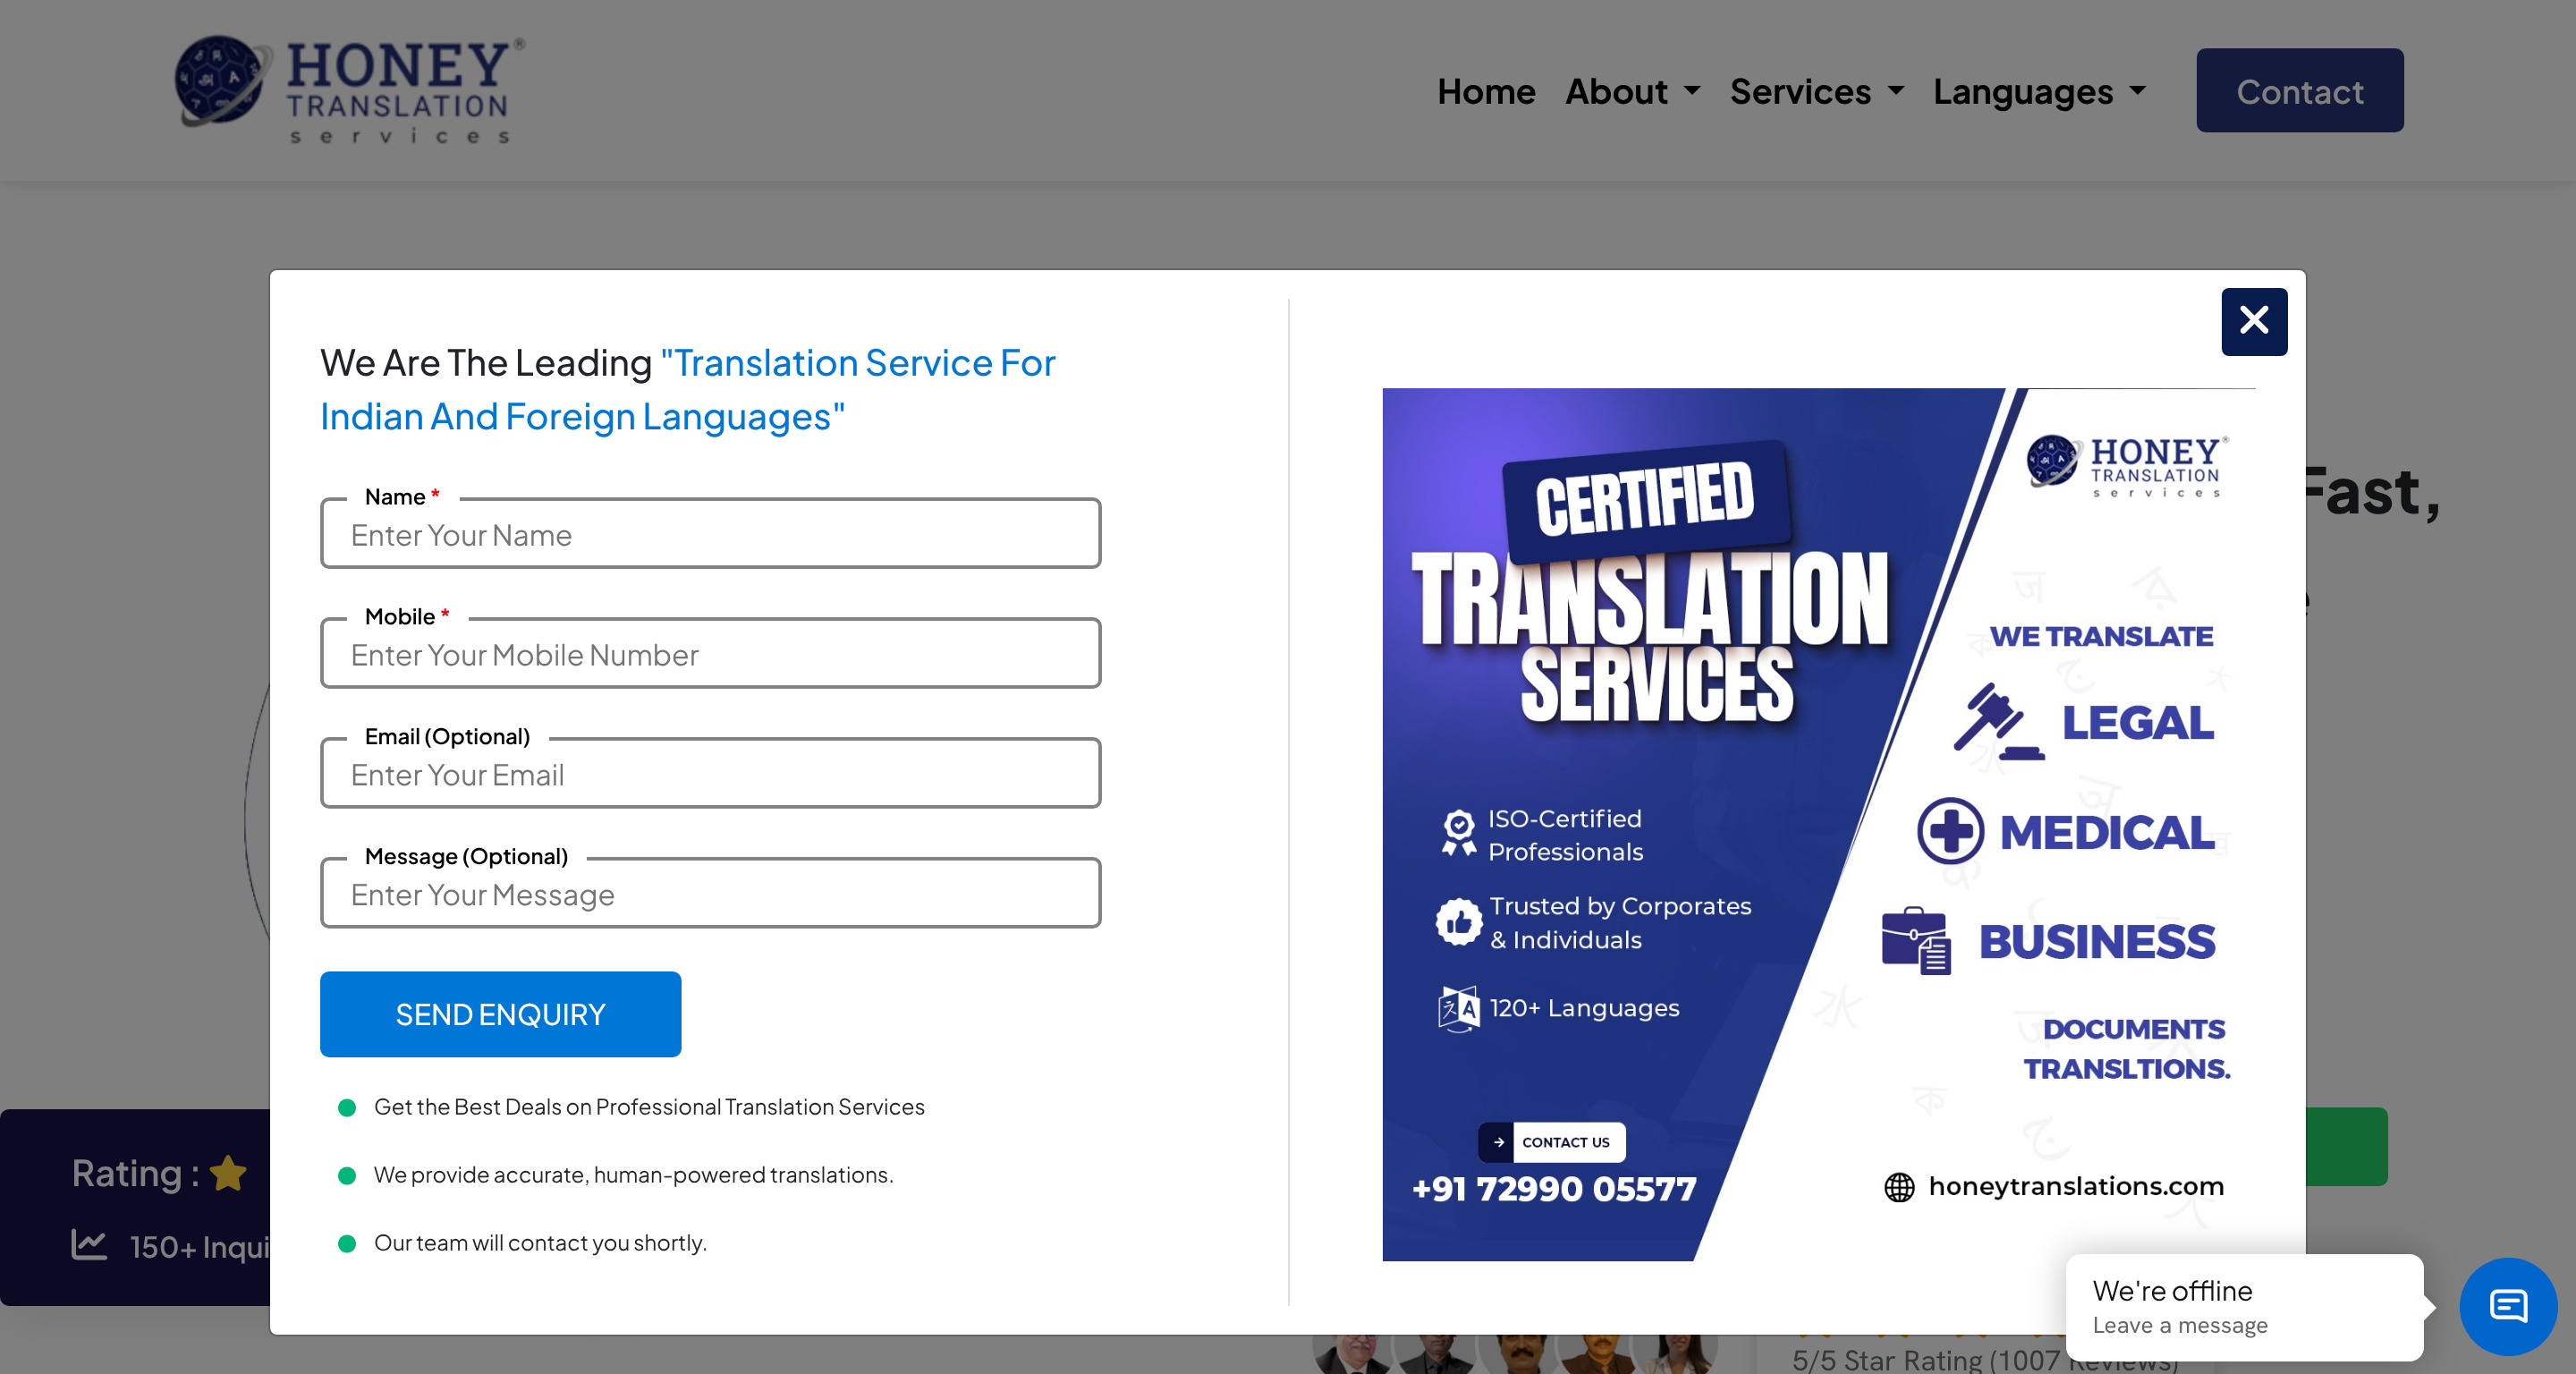 HONEY®
TRANSLATION
services
Home
About
Services
Languages
Contact
We Are The Leading "Translation Service For
Indian And Foreign Languages"
Name *
Enter Your Name
Mobile *
Enter Your Mobile Number
Email (Optional)
Enter Your Email
Message (Optional)
Enter Your Message
SEND ENQUIRY
Get the Best Deals on Professional Translation Services
We provide accurate, human-powered translations.
Our team will contact you shortly.
CERTIFIED
TRANSLATION
SERVICES
ISO-Certified
Professionals
Trusted by Corporates
& Individuals
120+ Languages
CONTACT US
+91 72990 05577
HONEY®
TRANSLATION
services
WE TRANSLATE
LEGAL
MEDICAL
BUSINESS
DOCUMENTS
TRANSLTIONS.
honeytranslations.com
Fast,
Rating :
150+ Inqui
We're offline
Leave a message
5/5 Star Rating (1007 Reviews)